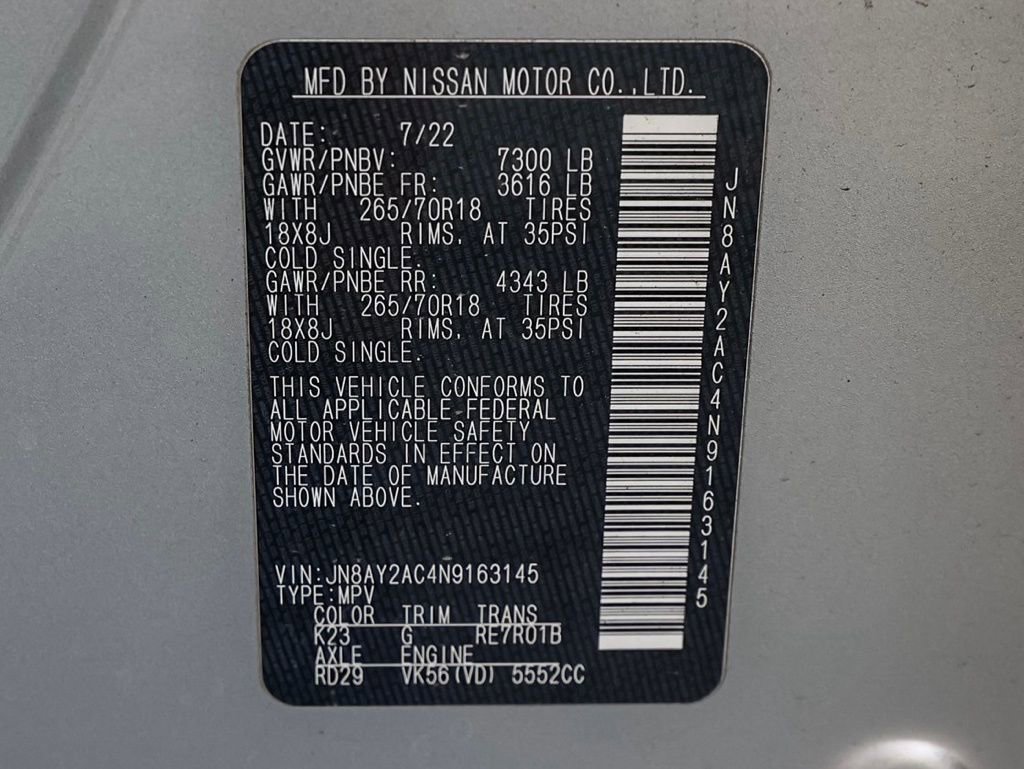 MFD BY NISSAN MOTOR CO.,LTD.
DATE: 7/22
GVWR/PNBV: 7300 LB
GAWR/PNBE FR: 3616 LB
WITH 265/70R18 TIRES
18X8J RIMS, AT 35PSI
COLD SINGLE.
GAWR/PNBE RR: 4343 LB
WITH 265/70R18 TIRES
18X8J RIMS, AT 35PSI
COLD SINGLE.
THIS VEHICLE CONFORMS TO
ALL APPLICABLE FEDERAL
MOTOR VEHICLE SAFETY
STANDARDS IN EFFECT ON
THE DATE OF MANUFACTURE
SHOWN ABOVE.
VIN:JN8AY2AC4N9163145
TYPE:MPV
COLOR TRIM TRANS
K23 G RE7R01B
AXLE ENGINE
RD29 VK56(VD) 5552CC
JN8AY2AC4N9163145